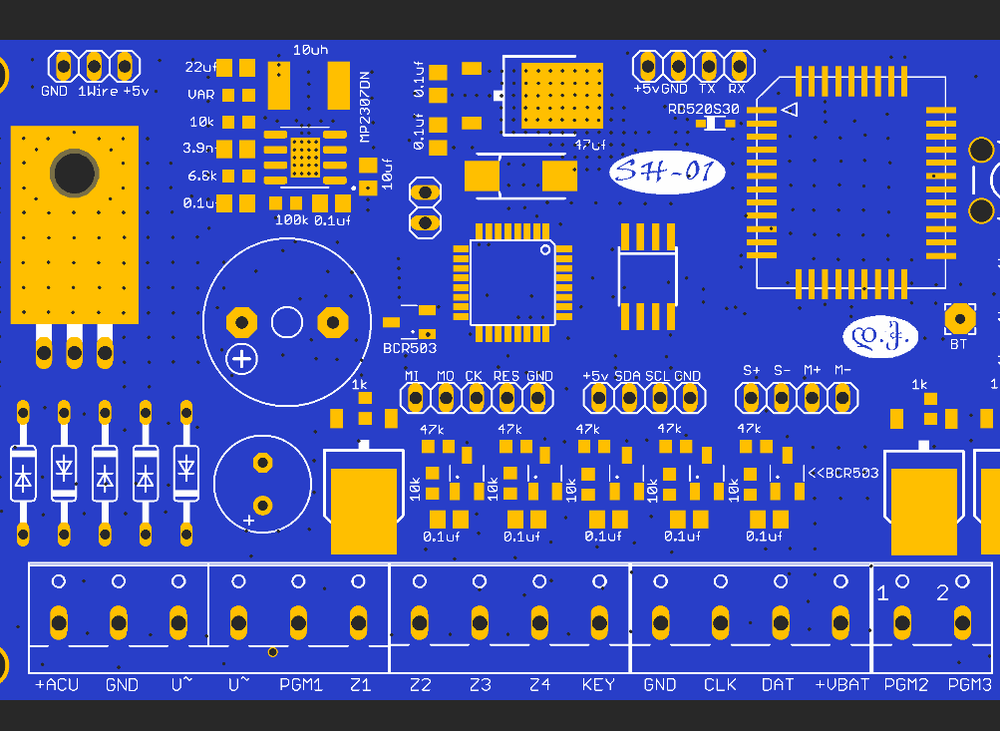 GND 1Wire +5v
10uh
22uf
VAR
10k
3.9n
6.6k
0.1u
100k 0.1uf
MP2307DN
10uf
0.1uf
0.1uf
47uf
+5v GND TX RX
RD520S30
SH-01
BCR503
BT
MI MO CK RES GND
+5v SDA SCL GND
S+ S- M+ M-
1k
1k
47k 47k 47k 47k 47k
10k 10k 10k 10k 10k
<<BCR503
0.1uf 0.1uf 0.1uf 0.1uf 0.1uf
+
+
1 2
+ACU GND U~ U~ PGM1 Z1 Z2 Z3 Z4 KEY GND CLK DAT +VBAT PGM2 PGM3